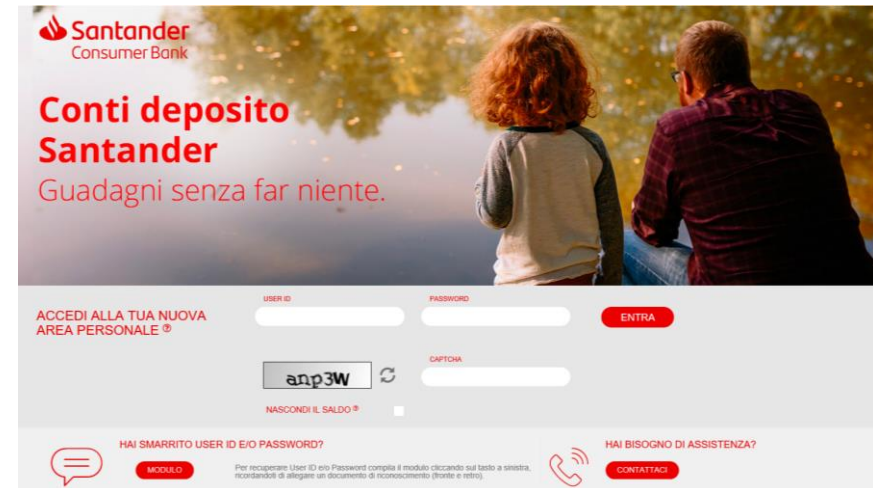 Santander
Consumer Bank
Conti deposito
Santander
Guadagni senza far niente.
ACCEDI ALLA TUA NUOVA
AREA PERSONALE ?
USER ID
PASSWORD
ENTRA
anp3W
CAPTCHA
NASCONDI IL SALDO ?
HAI SMARRITO USER ID E/O PASSWORD?
MODULO
Per recuperare User ID e/o Password compila il modulo cliccando sul tasto a sinistra,
ricordandoti di allegare un documento di riconoscimento (fronte e retro).
HAI BISOGNO DI ASSISTENZA?
CONTATTACI